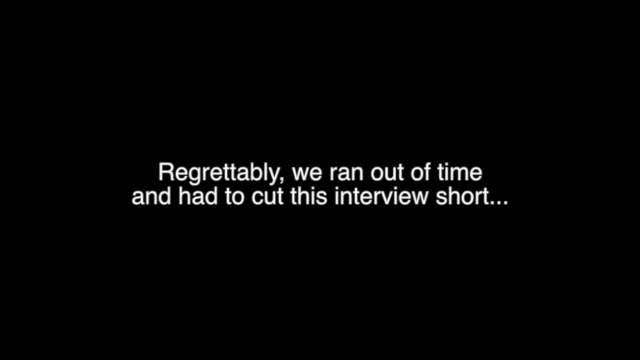 Regrettably, we ran out of time
and had to cut this interview short...